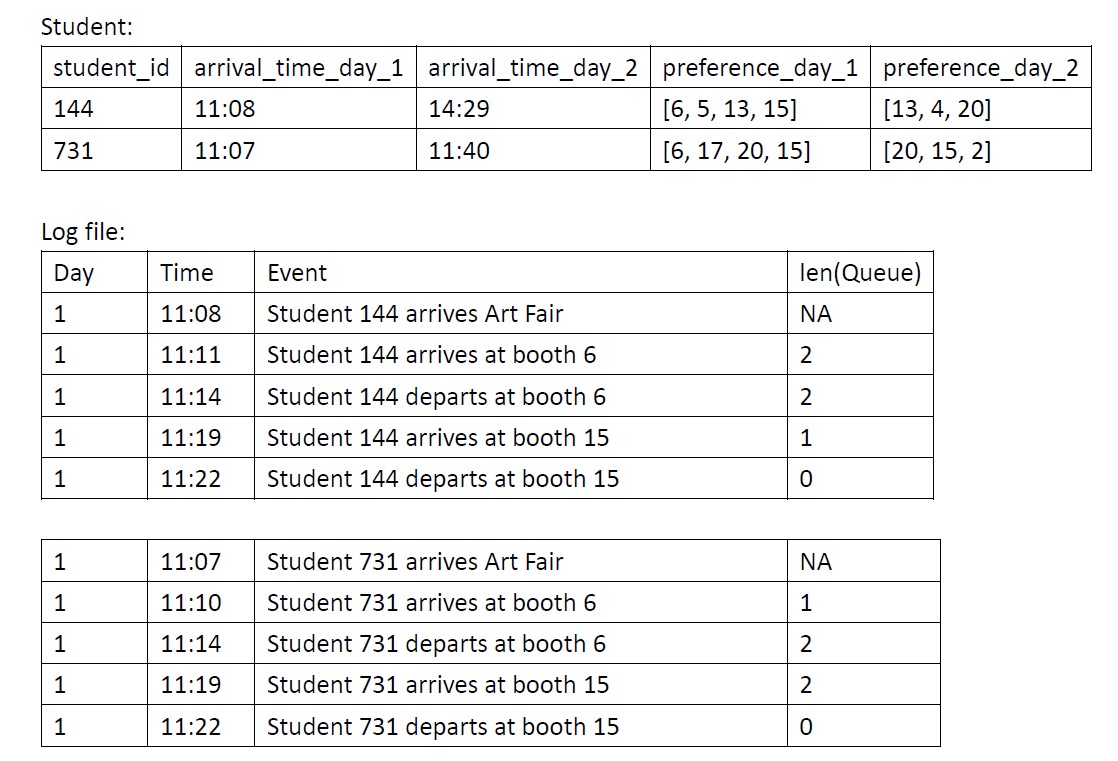 Student:
student_id arrival_time_day_1 arrival_time_day_2 preference_day_1 preference_day_2
144 11:08 14:29 [6, 5, 13, 15] [13, 4, 20]
731 11:07 11:40 [6, 17, 20, 15] [20, 15, 2]
Log file:
Day Time Event len(Queue)
1 11:08 Student 144 arrives Art Fair NA
1 11:11 Student 144 arrives at booth 6 2
1 11:14 Student 144 departs at booth 6 2
1 11:19 Student 144 arrives at booth 15 1
1 11:22 Student 144 departs at booth 15 0
1 11:07 Student 731 arrives Art Fair NA
1 11:10 Student 731 arrives at booth 6 1
1 11:14 Student 731 departs at booth 6 2
1 11:19 Student 731 arrives at booth 15 2
1 11:22 Student 731 departs at booth 15 0